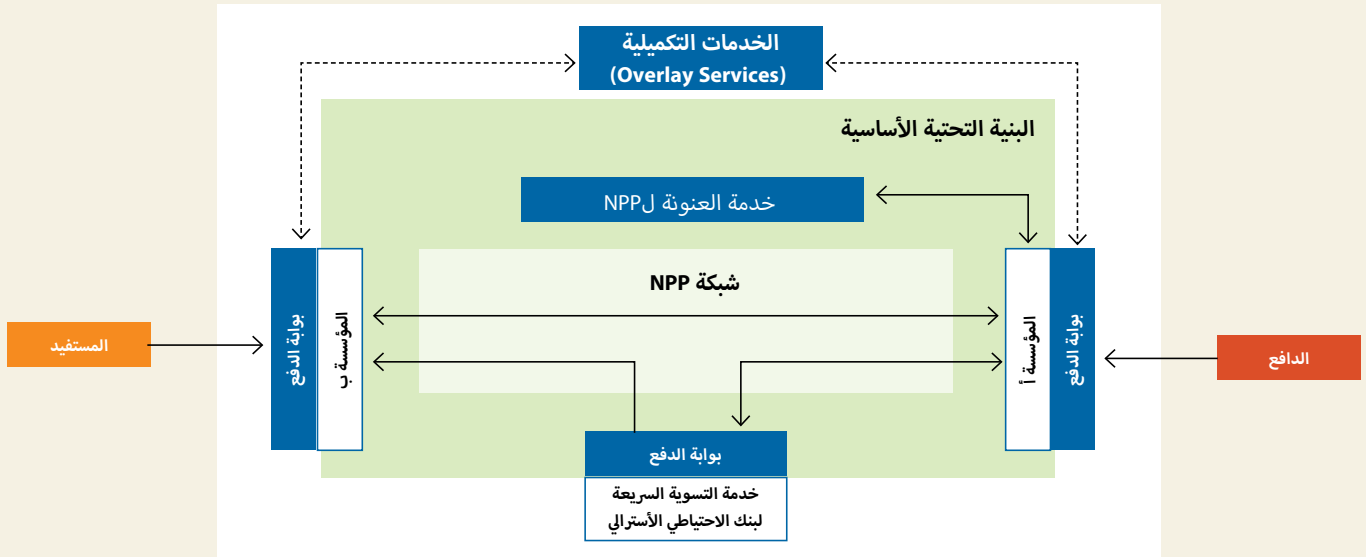 الخدمات التكميلية
(Overlay Services)
البنية التحتية الأساسية
خدمة العنونة لNPP
شبكة NPP
الدافع
بوابة الدفع
المؤسسة أ
المؤسسة ب
بوابة الدفع
المستفيد
بوابة الدفع
خدمة التسوية السريعة
لبنك الاحتياطي الأسترالي